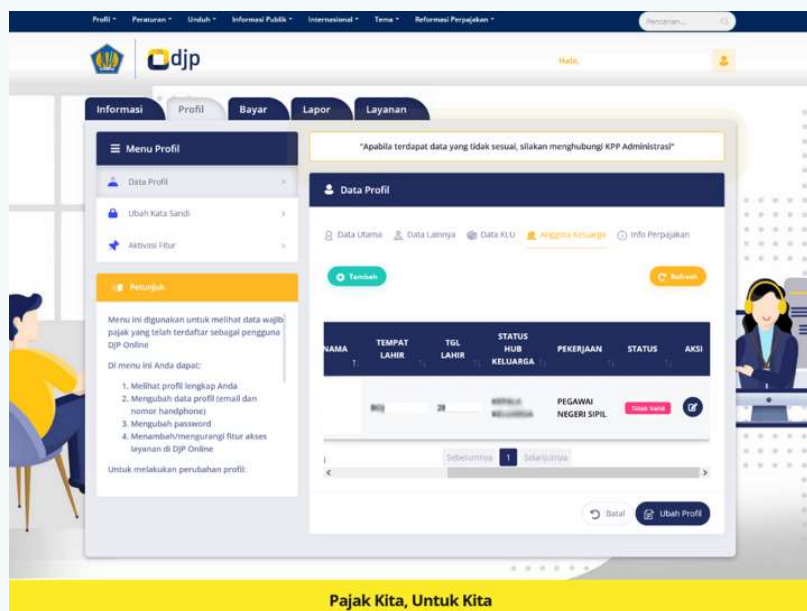 Profil Peraturan Unduh Informasi Publik Internasional Tema Reformasi Perpajakan Pencarian...
djp
Halo,
Informasi Profil Bayar Lapor Layanan
Menu Profil
Data Profil
Ubah Kata Sandi
Aktivasi Fitur
Petunjuk
Menu ini digunakan untuk melihat data wajib
pajak yang telah terdaftar sebagai pengguna
DJP Online
Di menu ini Anda dapat:
1. Melihat profil lengkap Anda
2. Mengubah data profil (email dan
nomor handphone)
3. Mengubah password
4. Menambah/mengurangi fitur akses
layanan di DJP Online
Untuk melakukan perubahan profil:
"Apabila terdapat data yang tidak sesuai, silakan menghubungi KPP Administrasi"
Data Profil
Data Utama Data Lainnya Data KLU Anggota Keluarga Info Perpajakan
Tambah Refresh
NAMA TEMPAT LAHIR TGL LAHIR STATUS HUB KELUARGA PEKERJAAN STATUS AKSI
28 PEGAWAI NEGERI SIPIL Tidak Valid
Sebelumnya 1 Selanjutnya
Batal Ubah Profil
Pajak Kita, Untuk Kita